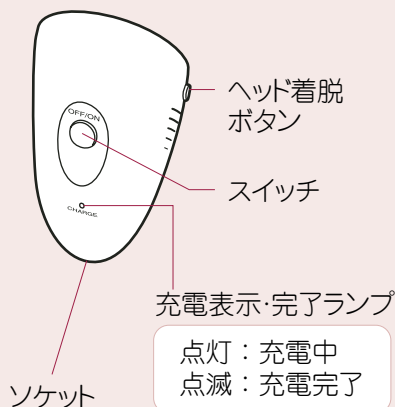 ヘッド着脱
ボタン
OFF/ON
スイッチ
CHARGE
充電表示・完了ランプ
点灯：充電中
点滅：充電完了
ソケット